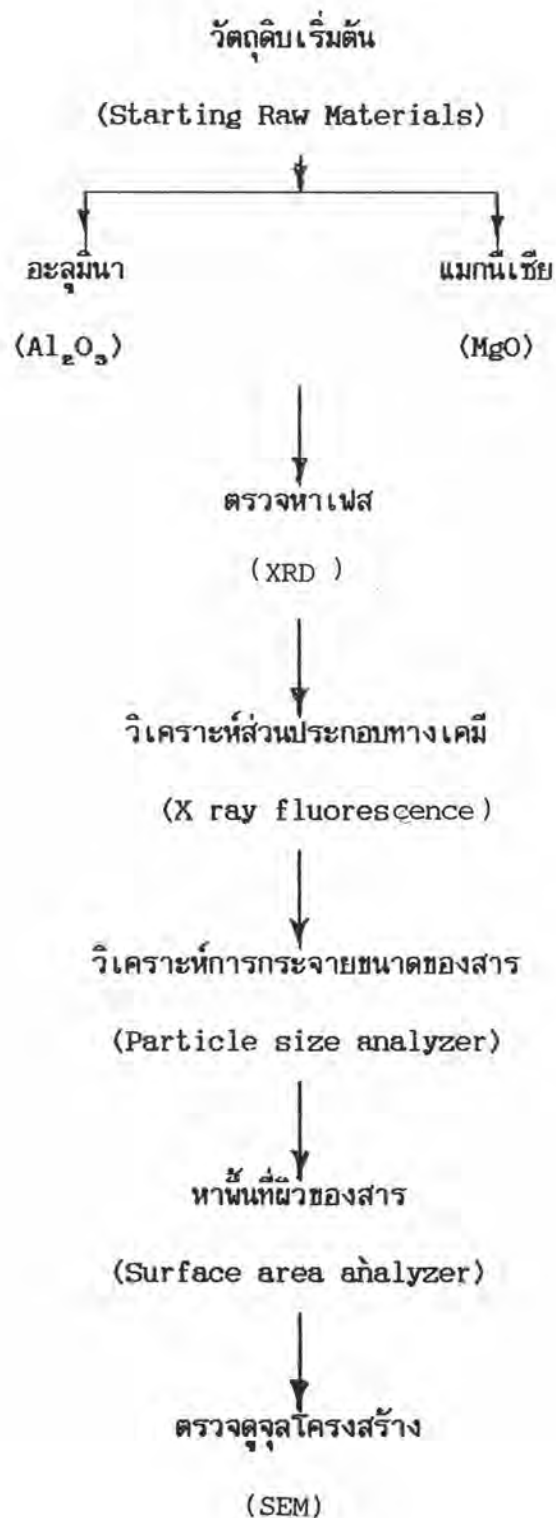 วัตถุดิบเริ่มต้น
(Starting Raw Materials)
อะลูมินา แมกนีเซีย
(Al₂O₃) (MgO)
ตรวจหาเฟส
(XRD )
วิเคราะห์ส่วนประกอบทางเคมี
(X ray fluorescence)
วิเคราะห์การกระจายขนาดของสาร
(Particle size analyzer)
หาพื้นที่ผิวของสาร
(Surface area analyzer)
ตรวจดูจุลโครงสร้าง
(SEM)